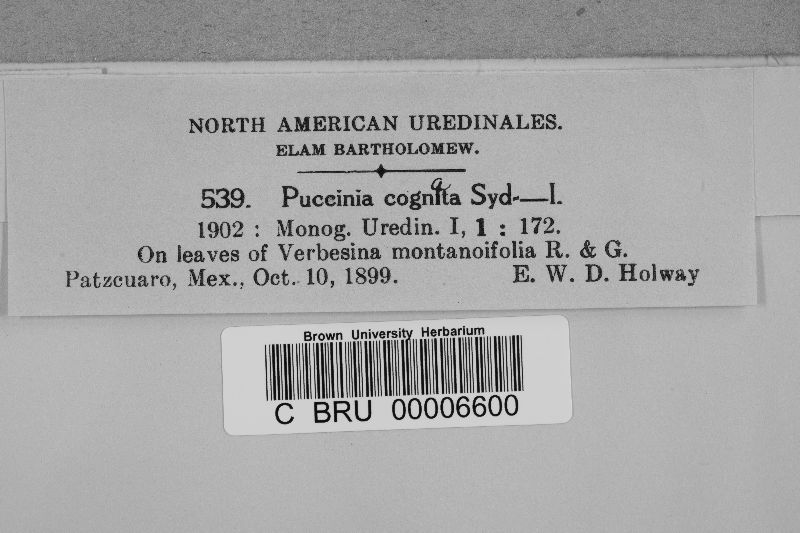 NORTH AMERICAN UREDINALES.
ELAM BARTHOLOMEW.
539. Puccinia cognata Syd.—I.
1902 : Monog. Uredin. I, 1 : 172.
On leaves of Verbesina montanoifolia R. & G.
Patzcuaro, Mex., Oct. 10, 1899. E. W. D. Holway
Brown University Herbarium
C BRU 00006600